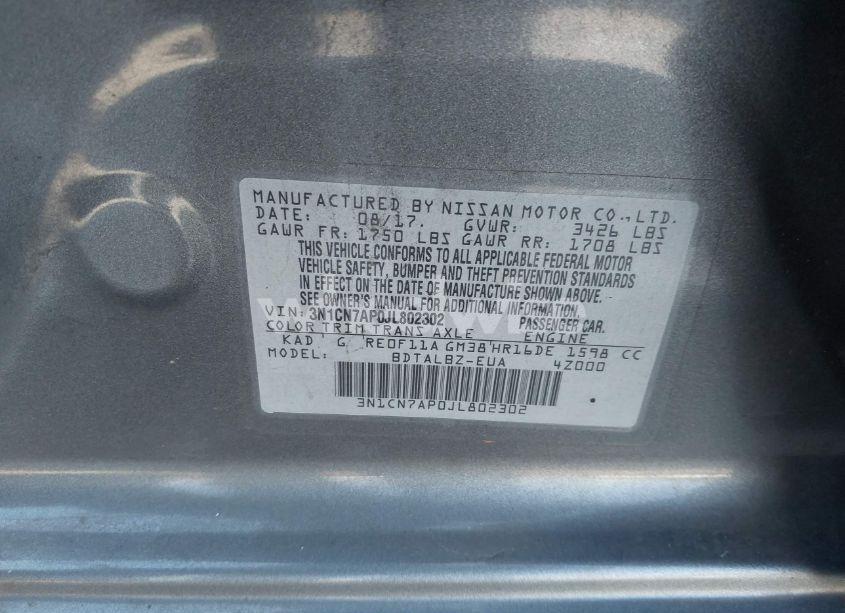 MANUFACTURED BY NISSAN MOTOR CO., LTD.
DATE: 08/17. GVWR: 3426 LBS
GAWR FR: 1750 LBS GAWR RR: 1708 LBS
THIS VEHICLE CONFORMS TO ALL APPLICABLE FEDERAL MOTOR
VEHICLE SAFETY, BUMPER AND THEFT PREVENTION STANDARDS
IN EFFECT ON THE DATE OF MANUFACTURE SHOWN ABOVE.
SEE OWNER'S MANUAL FOR ADDITIONAL INFORMATION.
VIN: 3N1CN7AP0JL802302 PASSENGER CAR.
COLOR TRIM TRANS AXLE ENGINE
KAD G RE0F11A GM38 HR16DE 1598 CC
MODEL: BDTALBZ-EUA 4Z000
3N1CN7AP0JL802302